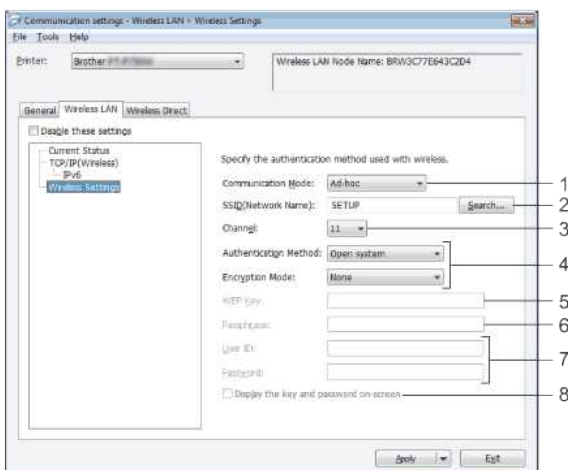 Communication settings - Wireless LAN > Wireless Settings
File Tools Help
Printer: Brother
Wireless LAN Node Name: BRW3C77E643C2D4
General Wireless LAN Wireless Direct
Disable these settings
Current Status
TCP/IP(Wireless)
IPv6
Wireless Settings
Specify the authentication method used with wireless.
Communication Mode: Ad-hoc 1
SSID(Network Name): SETUP Search... 2
Channel: 11 3
Authentication Method: Open system
4
Encryption Mode: None
WEP Key: 5
Passphrase: 6
User ID:
7
Password:
Display the key and password on-screen 8
Apply Exit